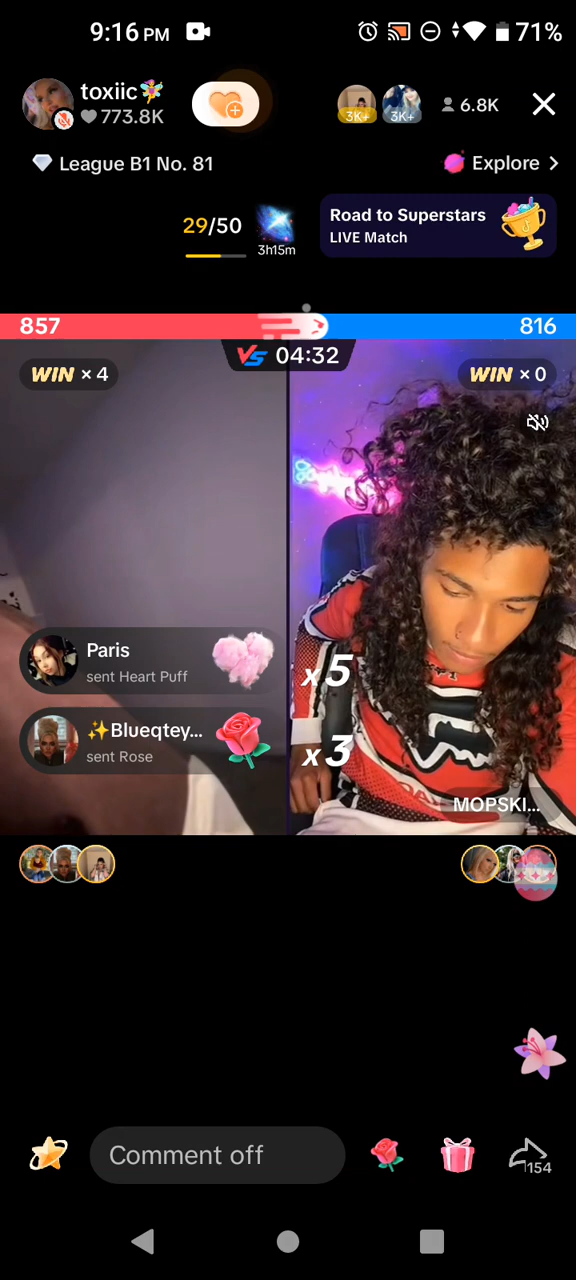 9:16 PM
71%
toxiic
773.8K
3K+
3K+
6.8K
League B1 No. 81
Explore >
29/50
3h15m
Road to Superstars
LIVE Match
857
816
VS 04:32
WIN × 4
WIN × 0
Paris
sent Heart Puff
x5
✨Blueqtey...
sent Rose
x3
MOPSKI...
Comment off
154